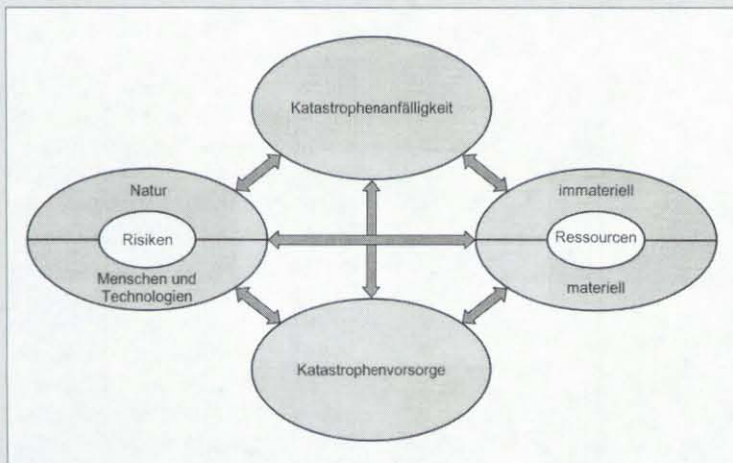 Katastrophenanfälligkeit
Natur
Risiken
Menschen und
Technologien
immateriell
Ressourcen
materiell
Katastrophenvorsorge